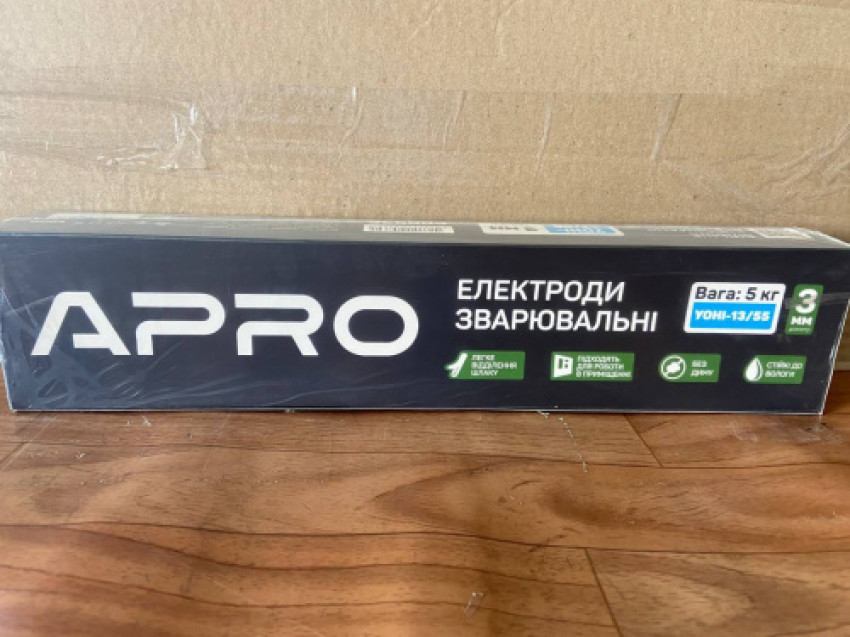 APRO
ЕЛЕКТРОДИ
ЗВАРЮВАЛЬНІ
Вага: 5 кг
УОНІ-13/55
3
ММ
ЛЕГКЕ
ВІДДІЛЕННЯ
ШЛАКУ
ПІДХОДЯТЬ
ДЛЯ РОБОТИ
В ПРИМІЩЕННІ
БЕЗ
ДИМУ
СТІЙКІ ДО
ВОЛОГИ